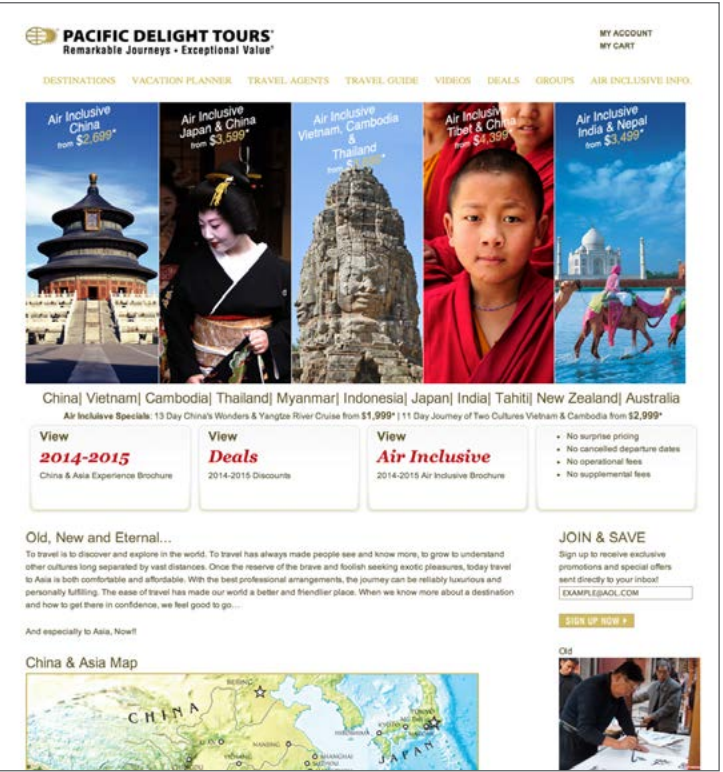 PACIFIC DELIGHT TOURS®
Remarkable Journeys • Exceptional Value®
MY ACCOUNT
MY CART
DESTINATIONS VACATION PLANNER TRAVEL AGENTS TRAVEL GUIDE VIDEOS DEALS GROUPS AIR INCLUSIVE INFO.
Air Inclusive
China
from $2,699*
Air Inclusive
Japan & China
from $3,599*
Air Inclusive
Vietnam, Cambodia
&
Thailand
from
Air Inclusive
Tibet & China
from $4,399*
Air Inclusive
India & Nepal
from $3,499*
China| Vietnam| Cambodia| Thailand| Myanmar| Indonesia| Japan| India| Tahiti| New Zealand| Australia
Air Incluisve Specials: 13 Day China's Wonders & Yangtze River Cruise from $1,999* | 11 Day Journey of Two Cultures Vietnam & Cambodia from $2,999*
View
2014-2015
China & Asia Experience Brochure
View
Deals
2014-2015 Discounts
View
Air Inclusive
2014-2015 Air Inclusive Brochure
• No surprise pricing
• No cancelled departure dates
• No operational fees
• No supplemental fees
Old, New and Eternal...
To travel is to discover and explore in the world. To travel has always made people see and know more, to grow to understand
other cultures long separated by vast distances. Once the reserve of the brave and foolish seeking exotic pleasures, today travel
to Asia is both comfortable and affordable. With the best professional arrangements, the journey can be reliably luxurious and
personally fulfilling. The ease of travel has made our world a better and friendlier place. When we know more about a destination
and how to get there in confidence, we feel good to go...
And especially to Asia, Now!!
JOIN & SAVE
Sign up to receive exclusive
promotions and special offers
sent directly to your inbox!
EXAMPLE@AOL.COM
SIGN UP NOW
Old
China & Asia Map
BEIJING
CHINA
XI AN
NANJING
SHANGHAI
SUZHOU
HIROSHIMA
KYOTO
TOKYO
JAPAN